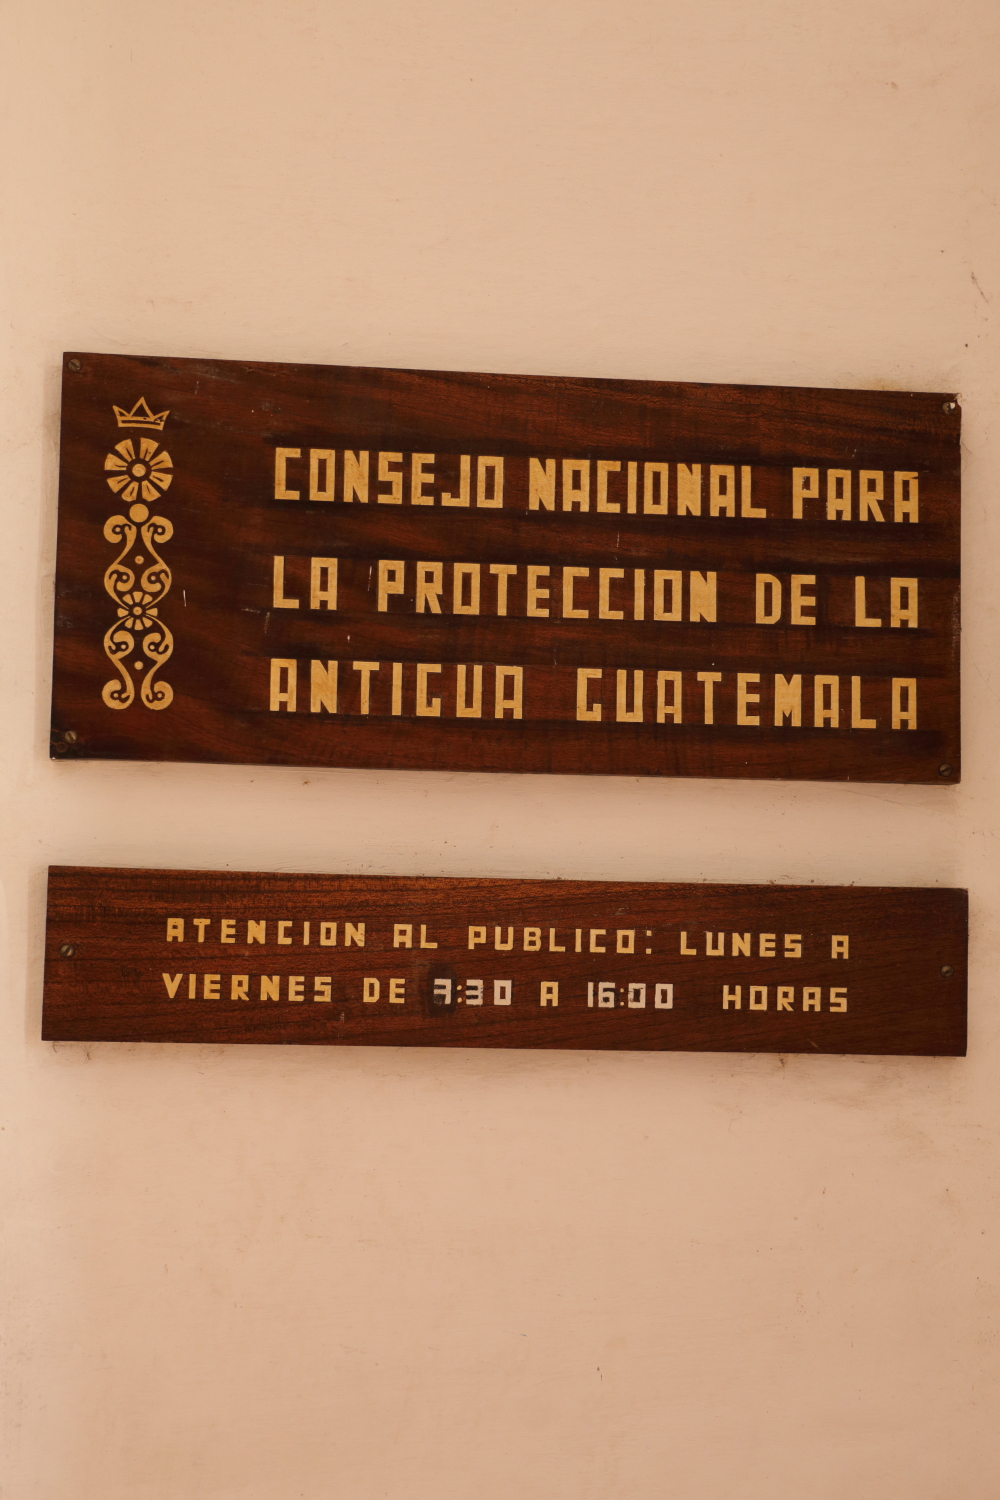 CONSEJO NACIONAL PARA
LA PROTECCION DE LA
ANTIGUA GUATEMALA
ATENCION AL PUBLICO: LUNES A
VIERNES DE 7:30 A 16:00 HORAS